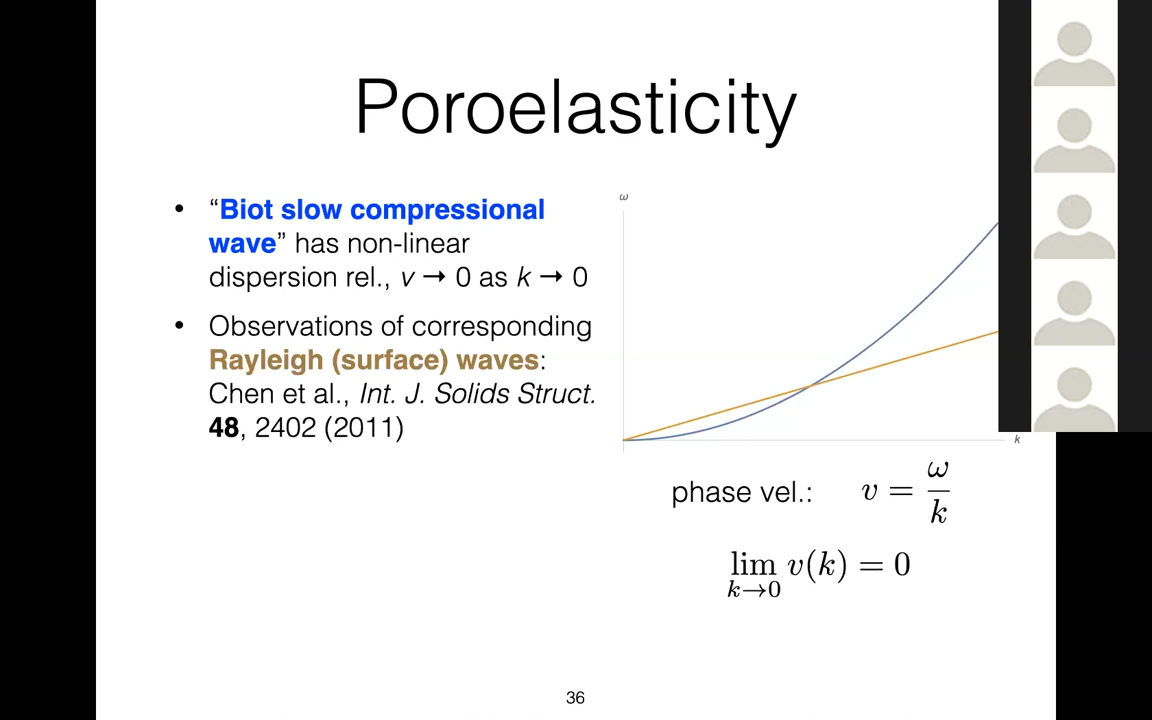 Poroelasticity
• “Biot slow compressional
wave” has non-linear
dispersion rel., v → 0 as k → 0
• Observations of corresponding
Rayleigh (surface) waves:
Chen et al., Int. J. Solids Struct.
48, 2402 (2011)
ω
k
phase vel.: v = ω/k
lim k→0 v(k) = 0
36